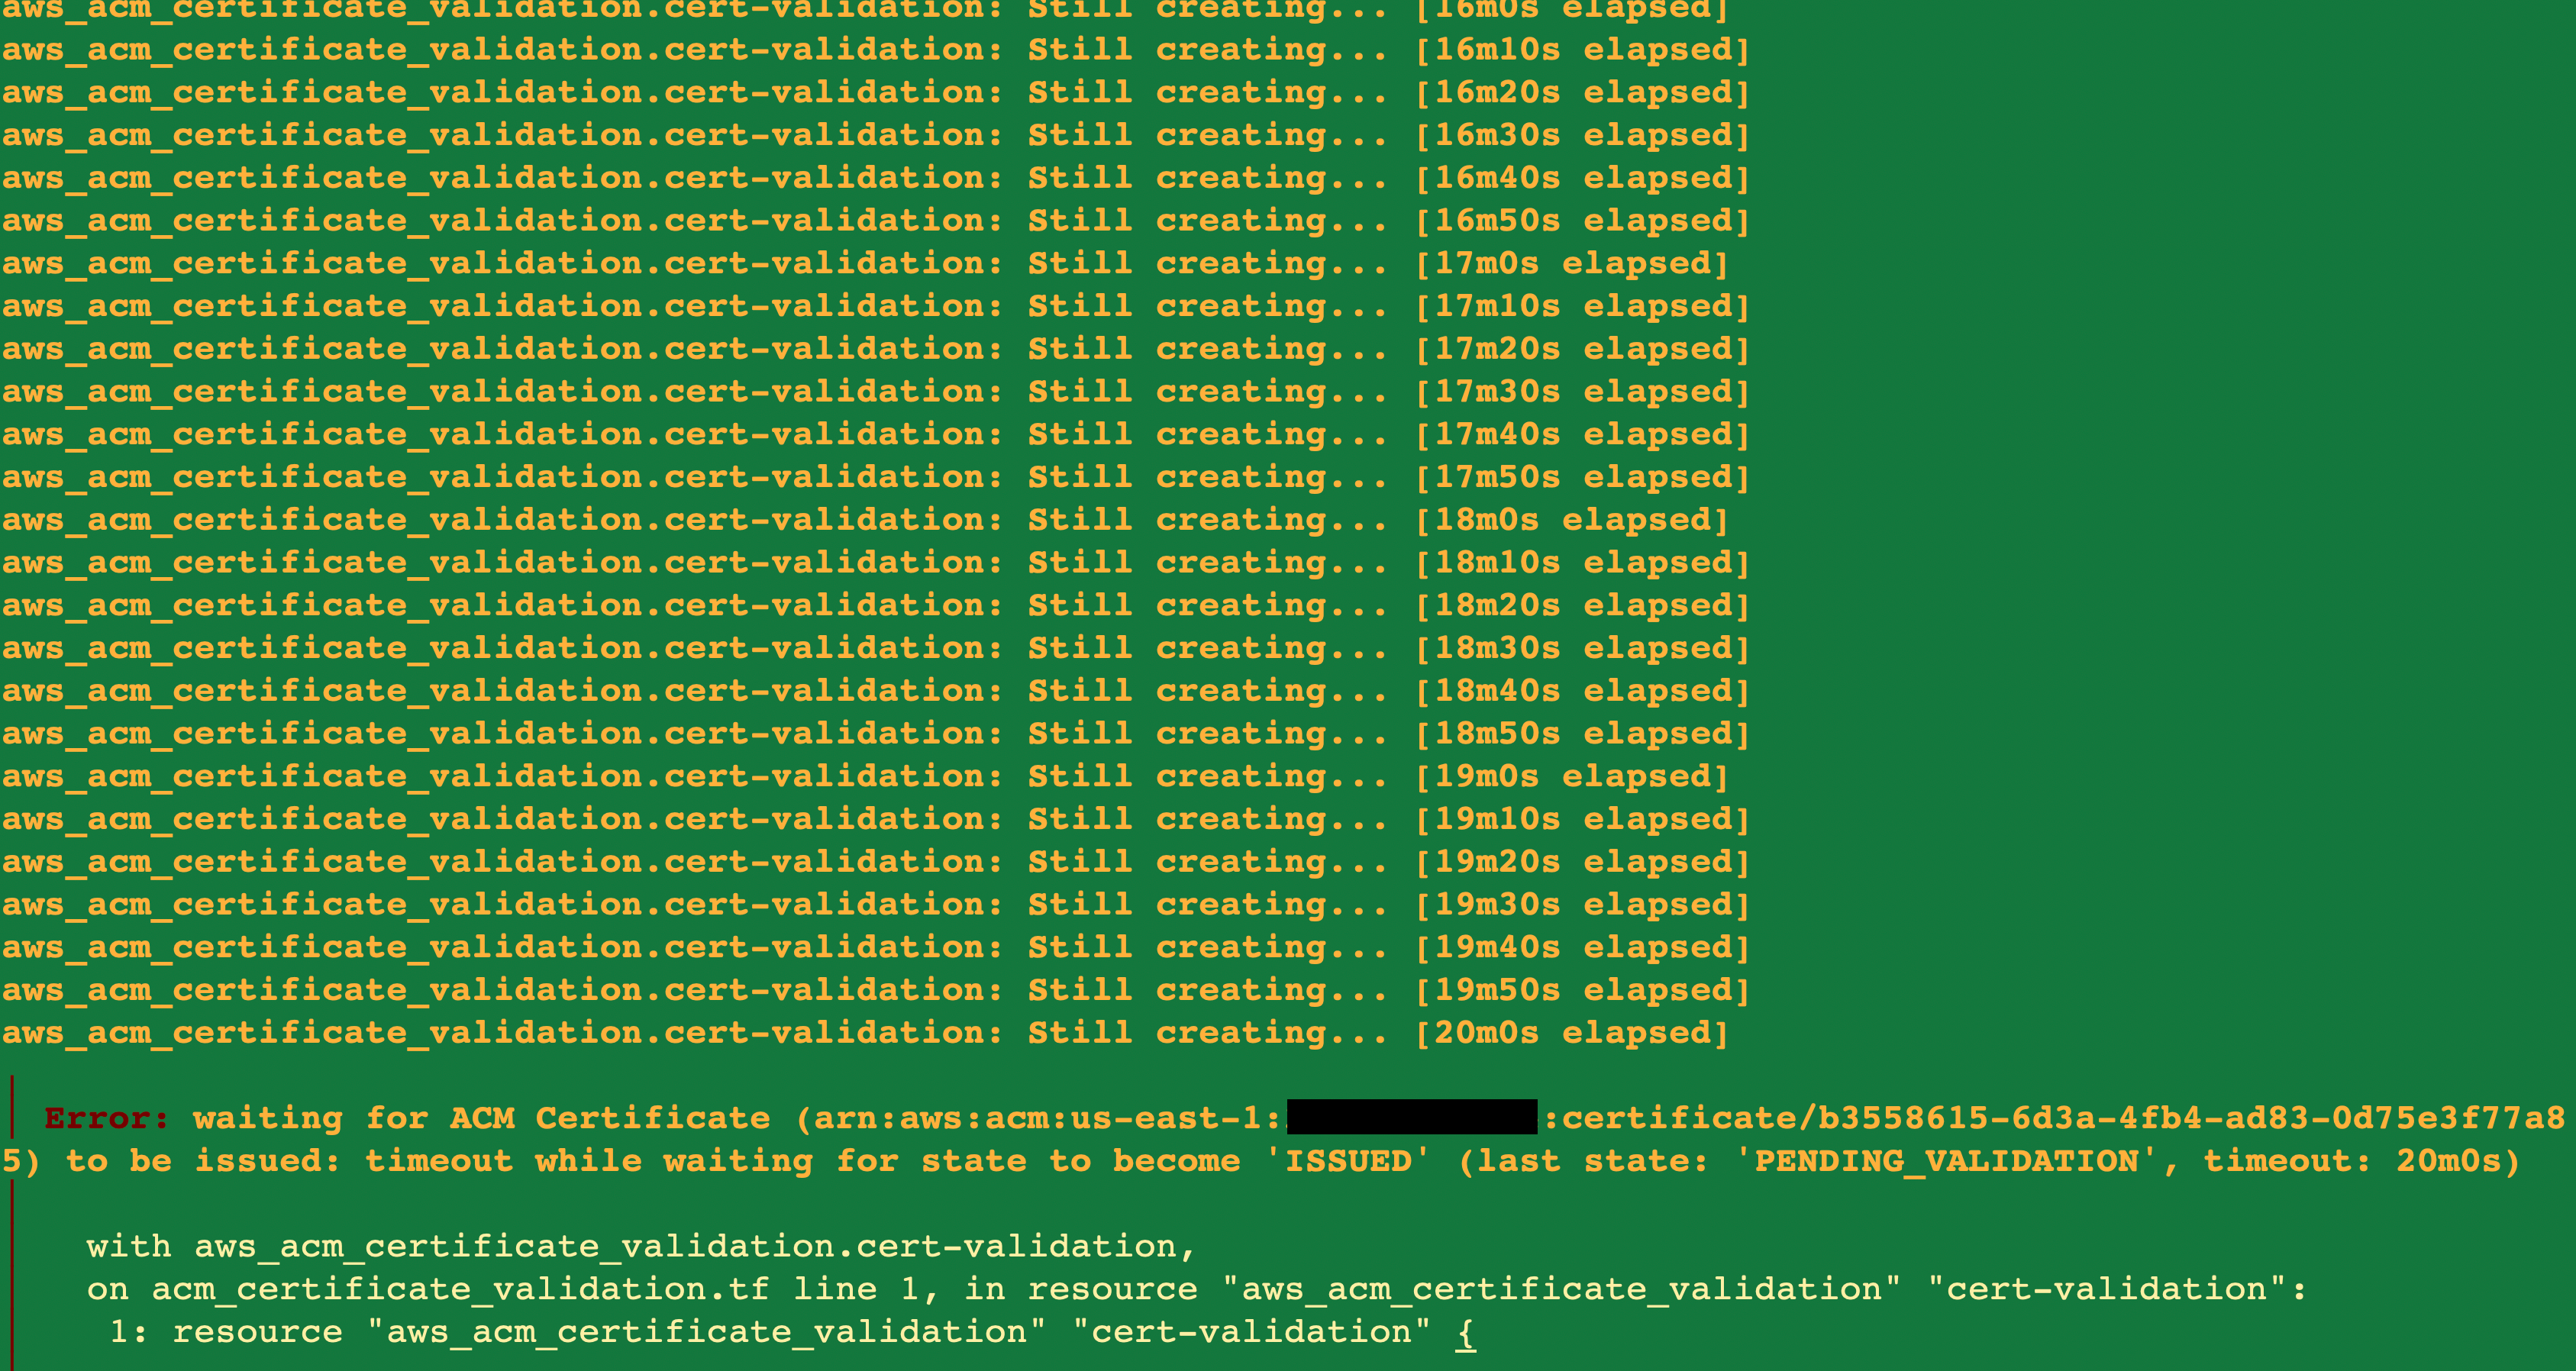 aws_acm_certificate_validation.cert-validation: Still creating... [16m0s elapsed]
aws_acm_certificate_validation.cert-validation: Still creating... [16m10s elapsed]
aws_acm_certificate_validation.cert-validation: Still creating... [16m20s elapsed]
aws_acm_certificate_validation.cert-validation: Still creating... [16m30s elapsed]
aws_acm_certificate_validation.cert-validation: Still creating... [16m40s elapsed]
aws_acm_certificate_validation.cert-validation: Still creating... [16m50s elapsed]
aws_acm_certificate_validation.cert-validation: Still creating... [17m0s elapsed]
aws_acm_certificate_validation.cert-validation: Still creating... [17m10s elapsed]
aws_acm_certificate_validation.cert-validation: Still creating... [17m20s elapsed]
aws_acm_certificate_validation.cert-validation: Still creating... [17m30s elapsed]
aws_acm_certificate_validation.cert-validation: Still creating... [17m40s elapsed]
aws_acm_certificate_validation.cert-validation: Still creating... [17m50s elapsed]
aws_acm_certificate_validation.cert-validation: Still creating... [18m0s elapsed]
aws_acm_certificate_validation.cert-validation: Still creating... [18m10s elapsed]
aws_acm_certificate_validation.cert-validation: Still creating... [18m20s elapsed]
aws_acm_certificate_validation.cert-validation: Still creating... [18m30s elapsed]
aws_acm_certificate_validation.cert-validation: Still creating... [18m40s elapsed]
aws_acm_certificate_validation.cert-validation: Still creating... [18m50s elapsed]
aws_acm_certificate_validation.cert-validation: Still creating... [19m0s elapsed]
aws_acm_certificate_validation.cert-validation: Still creating... [19m10s elapsed]
aws_acm_certificate_validation.cert-validation: Still creating... [19m20s elapsed]
aws_acm_certificate_validation.cert-validation: Still creating... [19m30s elapsed]
aws_acm_certificate_validation.cert-validation: Still creating... [19m40s elapsed]
aws_acm_certificate_validation.cert-validation: Still creating... [19m50s elapsed]
aws_acm_certificate_validation.cert-validation: Still creating... [20m0s elapsed]
Error: waiting for ACM Certificate (arn:aws:acm:us-east-1: :certificate/b3558615-6d3a-4fb4-ad83-0d75e3f77a8
5) to be issued: timeout while waiting for state to become 'ISSUED' (last state: 'PENDING_VALIDATION', timeout: 20m0s)
with aws_acm_certificate_validation.cert-validation,
on acm_certificate_validation.tf line 1, in resource "aws_acm_certificate_validation" "cert-validation":
1: resource "aws_acm_certificate_validation" "cert-validation" {